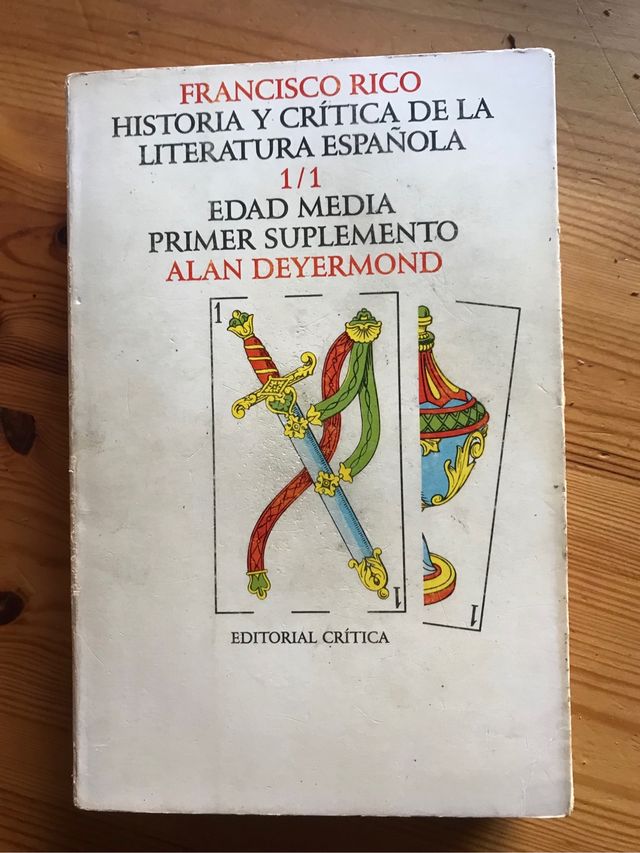 FRANCISCO RICO
HISTORIA Y CRÍTICA DE LA
LITERATURA ESPAÑOLA
1/1
EDAD MEDIA
PRIMER SUPLEMENTO
ALAN DEYERMOND
1
1
1
EDITORIAL CRÍTICA